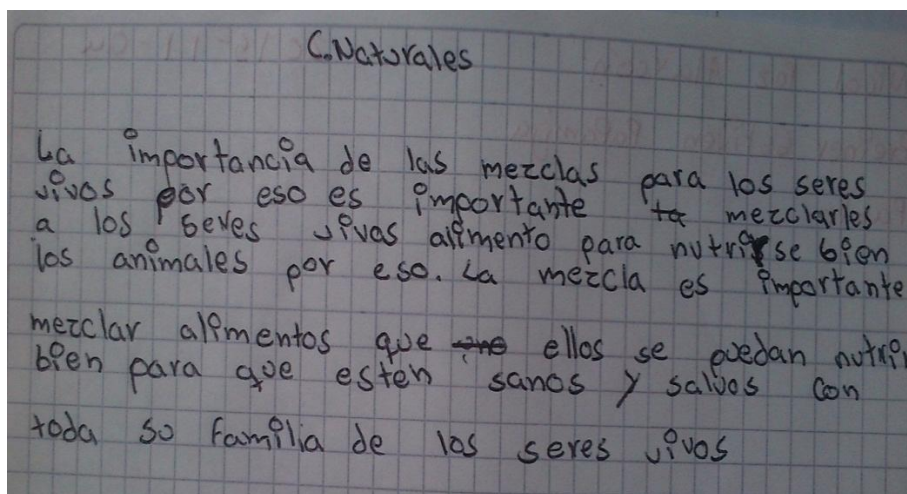 C.Naturales
La importancia de las mezclas para los seres
vivos por eso es importante mezclarles
a los seres vivos alimento para nutrirse bien
los animales por eso. La mezcla es importante
mezclar alimentos que ellos se puedan nutrir
bien para que esten sanos y salvos con
toda so familia de los seres vivos